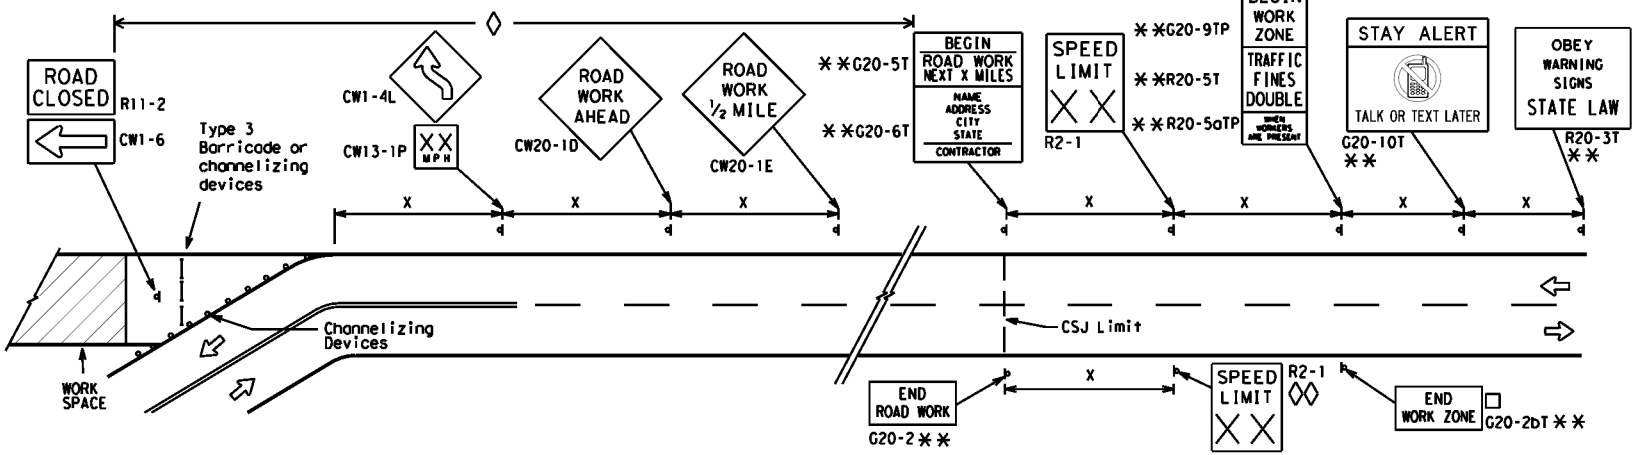 ROAD
CLOSED
R11-2
CW1-6
Type 3
Barricade or
channelizing
devices
CW1-4L
XX
MPH
CW13-1P
ROAD
WORK
AHEAD
CW20-1D
ROAD
WORK
1/2 MILE
CW20-1E
* *G20-5T
BEGIN
ROAD WORK
NEXT X MILES
* *G20-6T
NAME
ADDRESS
CITY
STATE
CONTRACTOR
SPEED
LIMIT
X X
R2-1
* *G20-9TP
BEGIN
WORK
ZONE
* *R20-5T
TRAFFIC
FINES
DOUBLE
* *R20-5aTP
WHEN
WORKERS
ARE PRESENT
STAY ALERT
TALK OR TEXT LATER
G20-10T
* *
OBEY
WARNING
SIGNS
STATE LAW
R20-3T
* *
X
X
X
X
X
X
X
Channelizing
Devices
CSJ Limit
WORK
SPACE
END
ROAD WORK
G20-2 * *
X
SPEED
LIMIT
X X
R2-1
END
WORK ZONE
G20-2bT * *